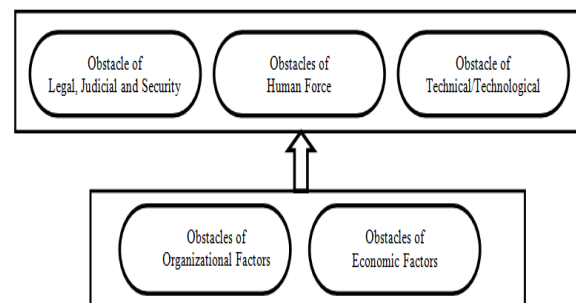 Obstacle of
Legal, Judicial and Security
Obstacles of
Human Force
Obstacle of
Technical/Technological
Obstacles of
Organizational Factors
Obstacles of
Economic Factors